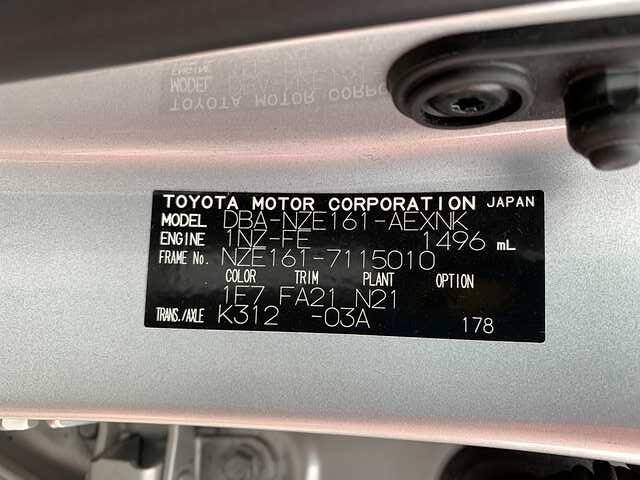 TOYOTA MOTOR CORPORATION JAPAN
MODEL DBA-NZE161-AEXNK
ENGINE 1NZ-FE 1496 mL
FRAME No. NZE161-7115010
COLOR TRIM PLANT OPTION
1E7 FA21 N21
TRANS./AXLE K312 -03A 178